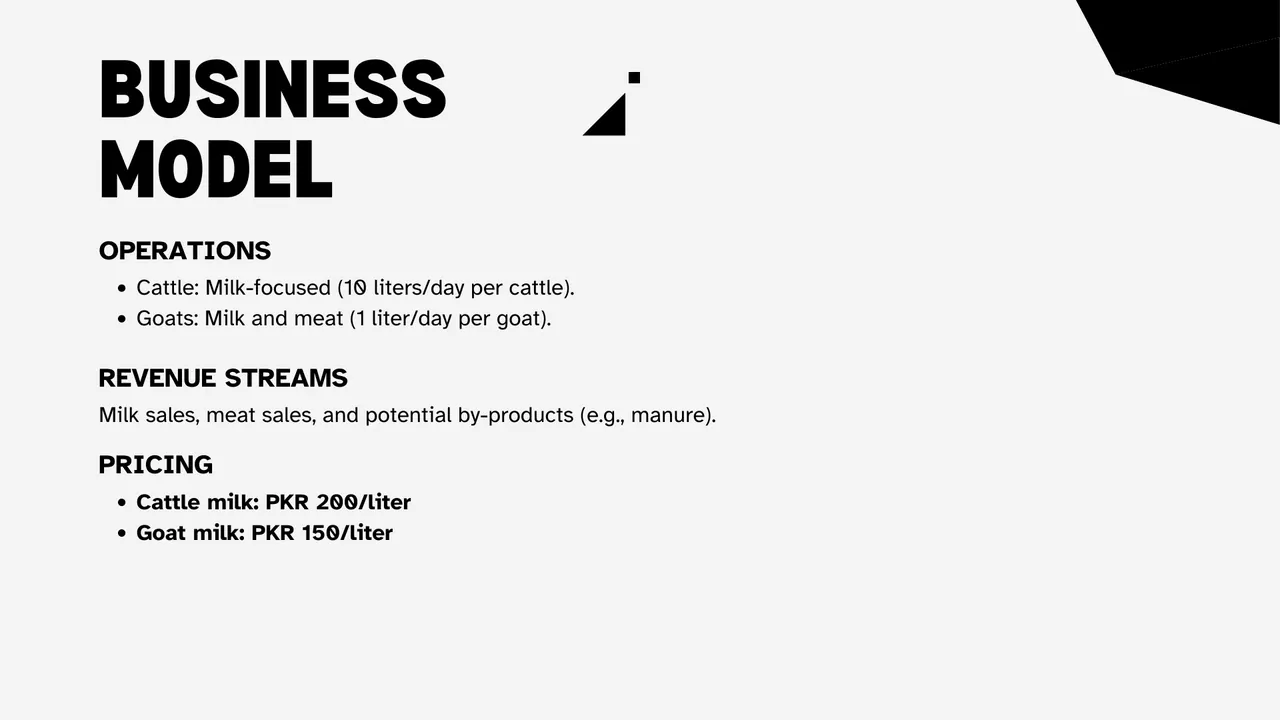 BUSINESS
MODEL
OPERATIONS
• Cattle: Milk-focused (10 liters/day per cattle).
• Goats: Milk and meat (1 liter/day per goat).
REVENUE STREAMS
Milk sales, meat sales, and potential by-products (e.g., manure).
PRICING
• Cattle milk: PKR 200/liter
• Goat milk: PKR 150/liter